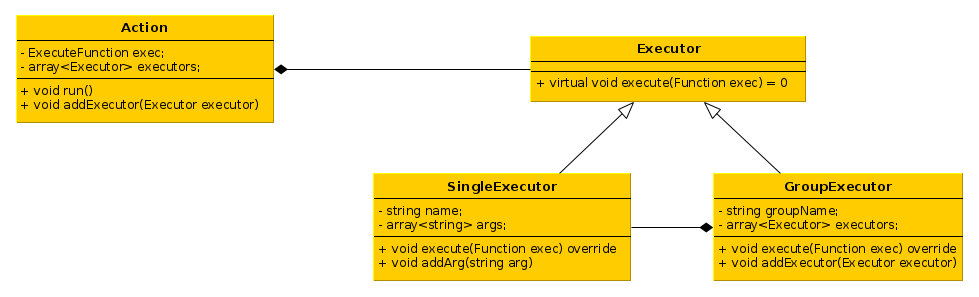 Action
- ExecuteFunction exec;
- array<Executor> executors;
+ void run()
+ void addExecutor(Executor executor)
Executor
+ virtual void execute(Function exec) = 0
SingleExecutor
- string name;
- array<string> args;
+ void execute(Function exec) override
+ void addArg(string arg)
GroupExecutor
- string groupName;
- array<Executor> executors;
+ void execute(Function exec) override
+ void addExecutor(Executor executor)